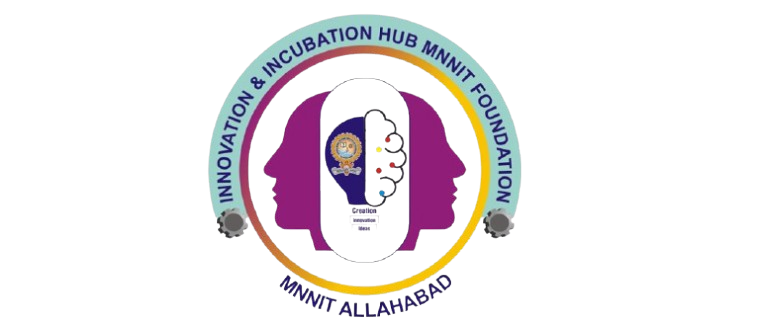 INNOVATION & INCUBATION HUB MNNIT FOUNDATION
Creation
Innovation
Ideas
MNNIT ALLAHABAD